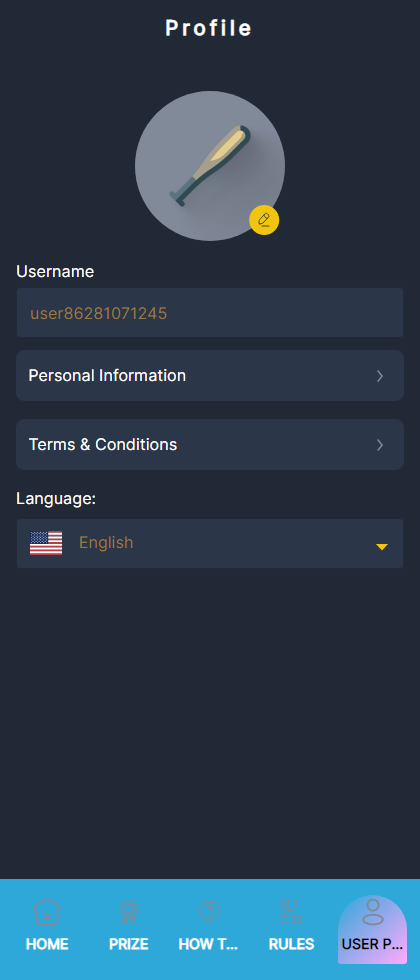 Profile
Username
user86281071245
Personal Information
Terms & Conditions
Language:
English
HOME
PRIZE
HOW T...
RULES
USER P...